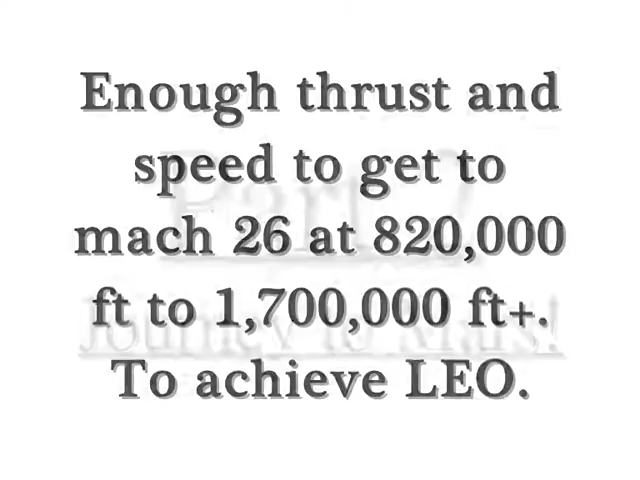 Enough thrust and
speed to get to
mach 26 at 820,000
ft to 1,700,000 ft+.
To achieve LEO.